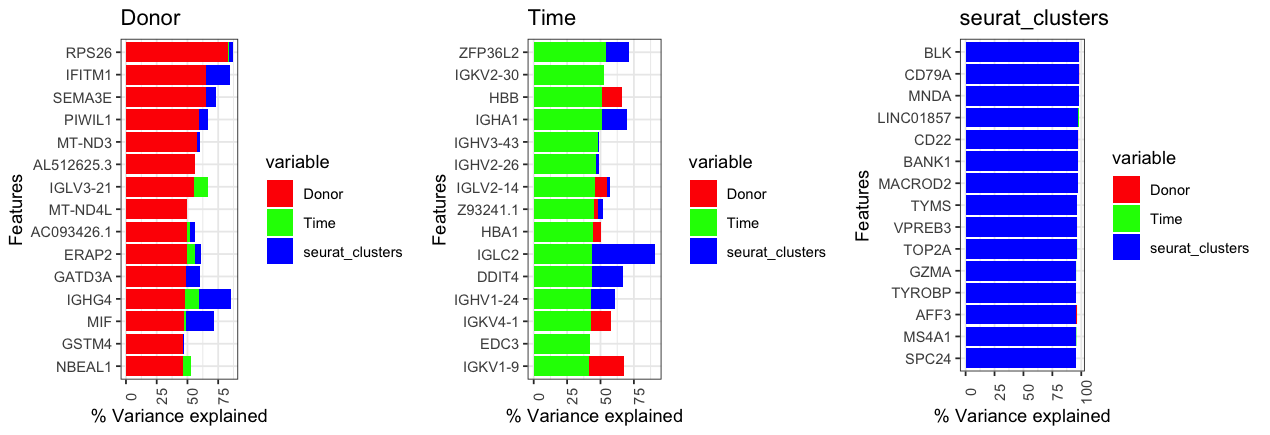 Donor
Features
RPS26
IFITM1
SEMA3E
PIWIL1
MT-ND3
AL512625.3
IGLV3-21
MT-ND4L
AC093426.1
ERAP2
GATD3A
IGHG4
MIF
GSTM4
NBEAL1
0
25
50
75
% Variance explained
variable
Donor
Time
seurat_clusters
Time
Features
ZFP36L2
IGKV2-30
HBB
IGHA1
IGHV3-43
IGHV2-26
IGLV2-14
Z93241.1
HBA1
IGLC2
DDIT4
IGHV1-24
IGKV4-1
EDC3
IGKV1-9
0
25
50
75
% Variance explained
variable
Donor
Time
seurat_clusters
seurat_clusters
Features
BLK
CD79A
MNDA
LINC01857
CD22
BANK1
MACROD2
TYMS
VPREB3
TOP2A
GZMA
TYROBP
AFF3
MS4A1
SPC24
0
25
50
75
100
% Variance explained
variable
Donor
Time
seurat_clusters